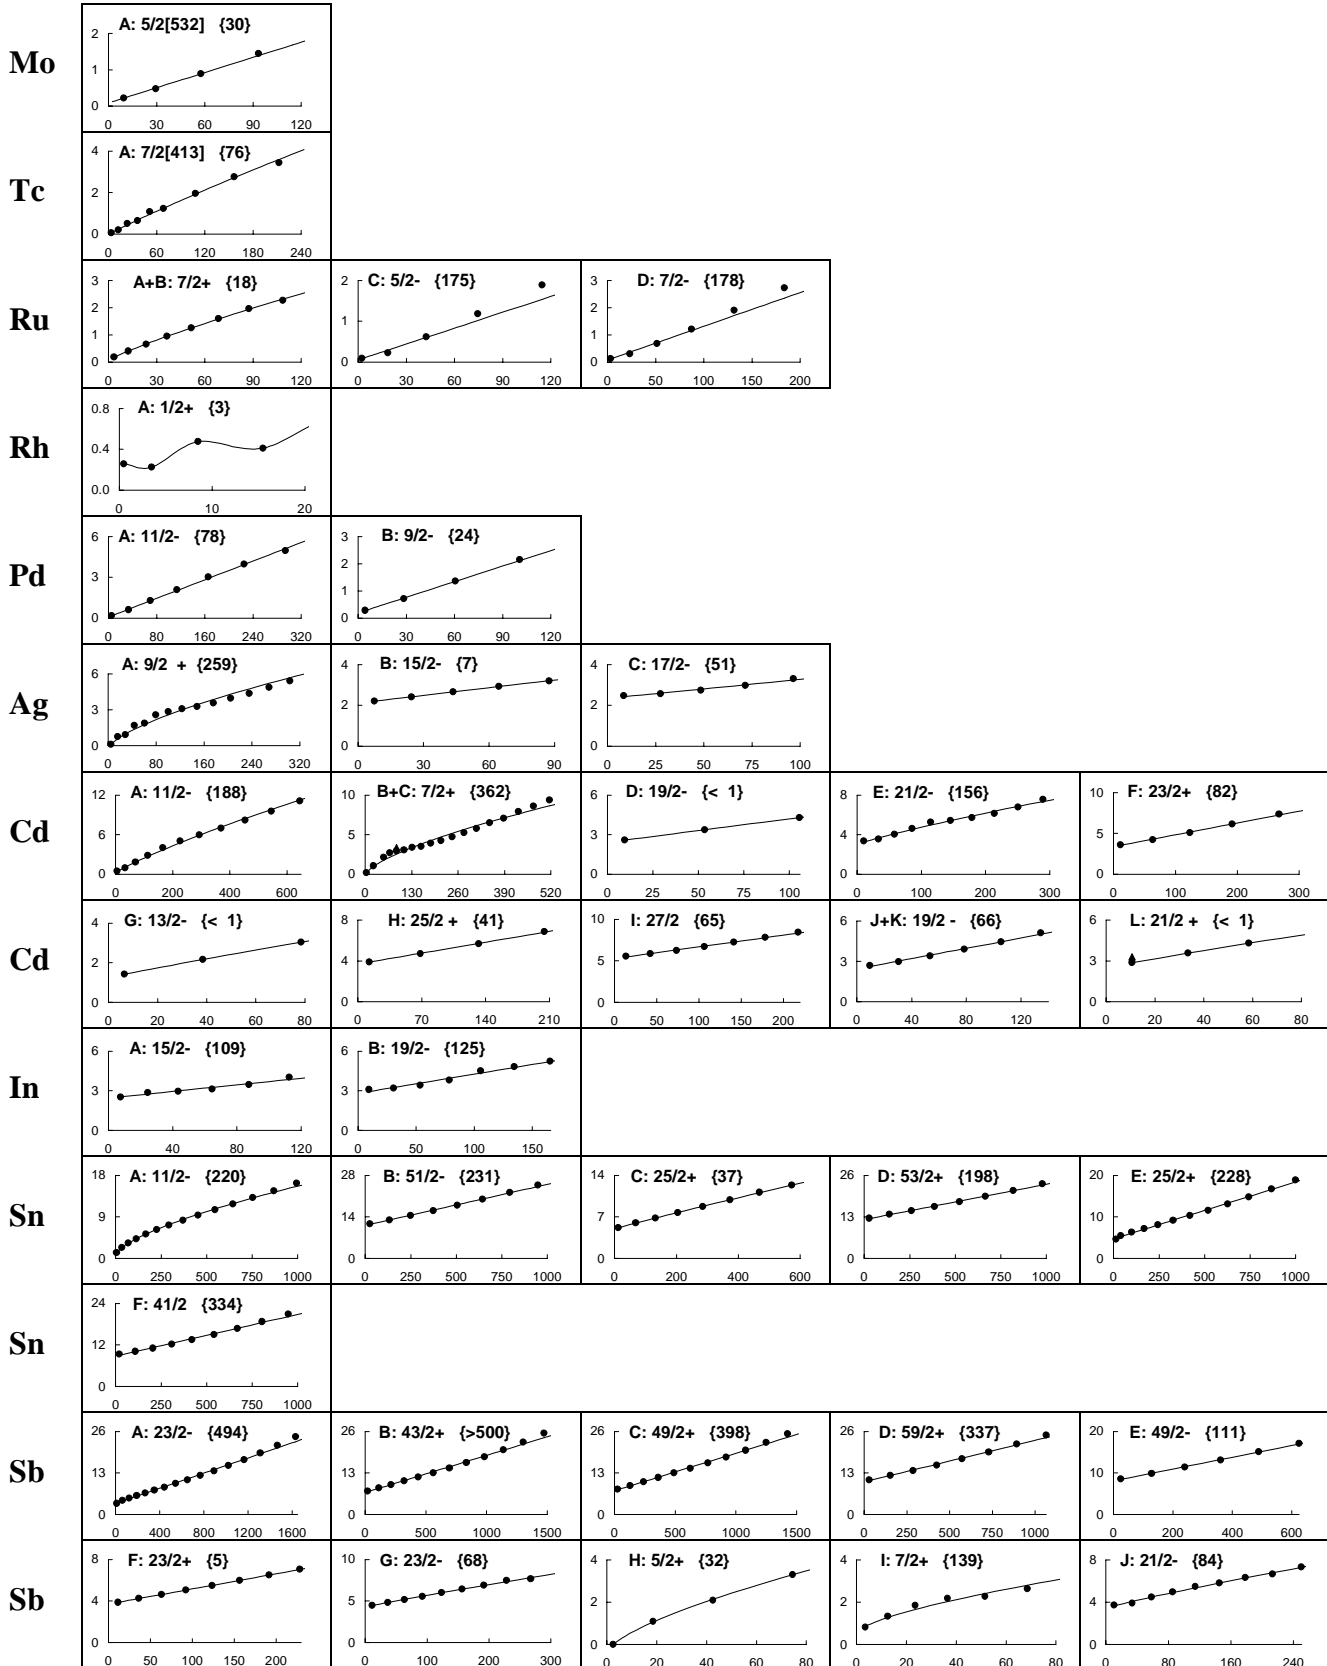 Mo
A: 5/2[532] {30}
2
1
0
0 30 60 90 120
Tc
A: 7/2[413] {76}
4
2
0
0 60 120 180 240
Ru
A+B: 7/2+ {18}
3
2
1
0
0 30 60 90 120
C: 5/2- {175}
2
1
0
0 30 60 90 120
D: 7/2- {178}
3
2
1
0
0 50 100 150 200
Rh
A: 1/2+ {3}
0.8
0.4
0.0
0 10 20
Pd
A: 11/2- {78}
6
3
0
0 80 160 240 320
B: 9/2- {24}
3
2
1
0
0 30 60 90 120
Ag
A: 9/2 + {259}
6
3
0
0 80 160 240 320
B: 15/2- {7}
4
2
0
0 30 60 90
C: 17/2- {51}
4
2
0
0 25 50 75 100
Cd
A: 11/2- {188}
12
6
0
0 200 400 600
B+C: 7/2+ {362}
10
5
0
0 130 260 390 520
D: 19/2- {< 1}
6
3
0
0 25 50 75 100
E: 21/2- {156}
8
4
0
0 100 200 300
F: 23/2+ {82}
10
5
0
0 100 200 300
Cd
G: 13/2- {< 1}
4
2
0
0 20 40 60 80
H: 25/2 + {41}
8
4
0
0 70 140 210
I: 27/2 {65}
10
5
0
0 50 100 150 200
J+K: 19/2 - {66}
6
3
0
0 40 80 120
L: 21/2 + {< 1}
6
3
0
0 20 40 60 80
In
A: 15/2- {109}
6
3
0
0 40 80 120
B: 19/2- {125}
6
3
0
0 50 100 150
Sn
A: 11/2- {220}
18
9
0
0 250 500 750 1000
B: 51/2- {231}
28
14
0
0 250 500 750 1000
C: 25/2+ {37}
14
7
0
0 200 400 600
D: 53/2+ {198}
26
13
0
0 250 500 750 1000
E: 25/2+ {228}
20
10
0
0 250 500 750 1000
Sn
F: 41/2 {334}
24
12
0
0 250 500 750 1000
Sb
A: 23/2- {494}
26
13
0
0 400 800 1200 1600
B: 43/2+ {>500}
26
13
0
0 500 1000 1500
C: 49/2+ {398}
26
13
0
0 500 1000 1500
D: 59/2+ {337}
26
13
0
0 250 500 750 1000
E: 49/2- {111}
20
10
0
0 200 400 600
Sb
F: 23/2+ {5}
8
4
0
0 50 100 150 200
G: 23/2- {68}
10
5
0
0 100 200 300
H: 5/2+ {32}
4
2
0
0 20 40 60 80
I: 7/2+ {139}
4
2
0
0 20 40 60 80
J: 21/2- {84}
8
4
0
0 80 160 240